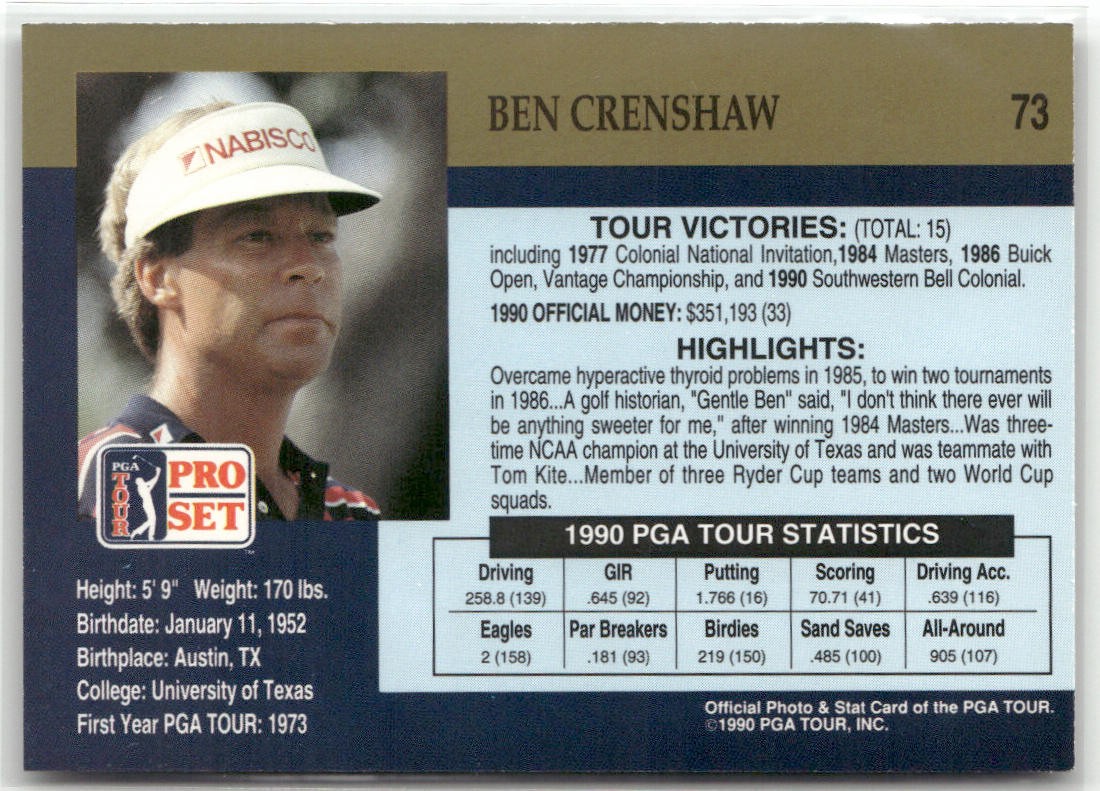 BEN CRENSHAW 73
NABISCO
TOUR VICTORIES: (TOTAL: 15)
including 1977 Colonial National Invitation,1984 Masters, 1986 Buick
Open, Vantage Championship, and 1990 Southwestern Bell Colonial.
1990 OFFICIAL MONEY: $351,193 (33)
HIGHLIGHTS:
Overcame hyperactive thyroid problems in 1985, to win two tournaments
in 1986...A golf historian, "Gentle Ben" said, "I don't think there ever will
be anything sweeter for me," after winning 1984 Masters...Was three-
time NCAA champion at the University of Texas and was teammate with
Tom Kite...Member of three Ryder Cup teams and two World Cup
squads.
PGA
TOUR
PRO
SET
™
1990 PGA TOUR STATISTICS
Driving GIR Putting Scoring Driving Acc.
258.8 (139) .645 (92) 1.766 (16) 70.71 (41) .639 (116)
Eagles Par Breakers Birdies Sand Saves All-Around
2 (158) .181 (93) 219 (150) .485 (100) 905 (107)
Height: 5' 9" Weight: 170 lbs.
Birthdate: January 11, 1952
Birthplace: Austin, TX
College: University of Texas
First Year PGA TOUR: 1973
Official Photo & Stat Card of the PGA TOUR.
©1990 PGA TOUR, INC.